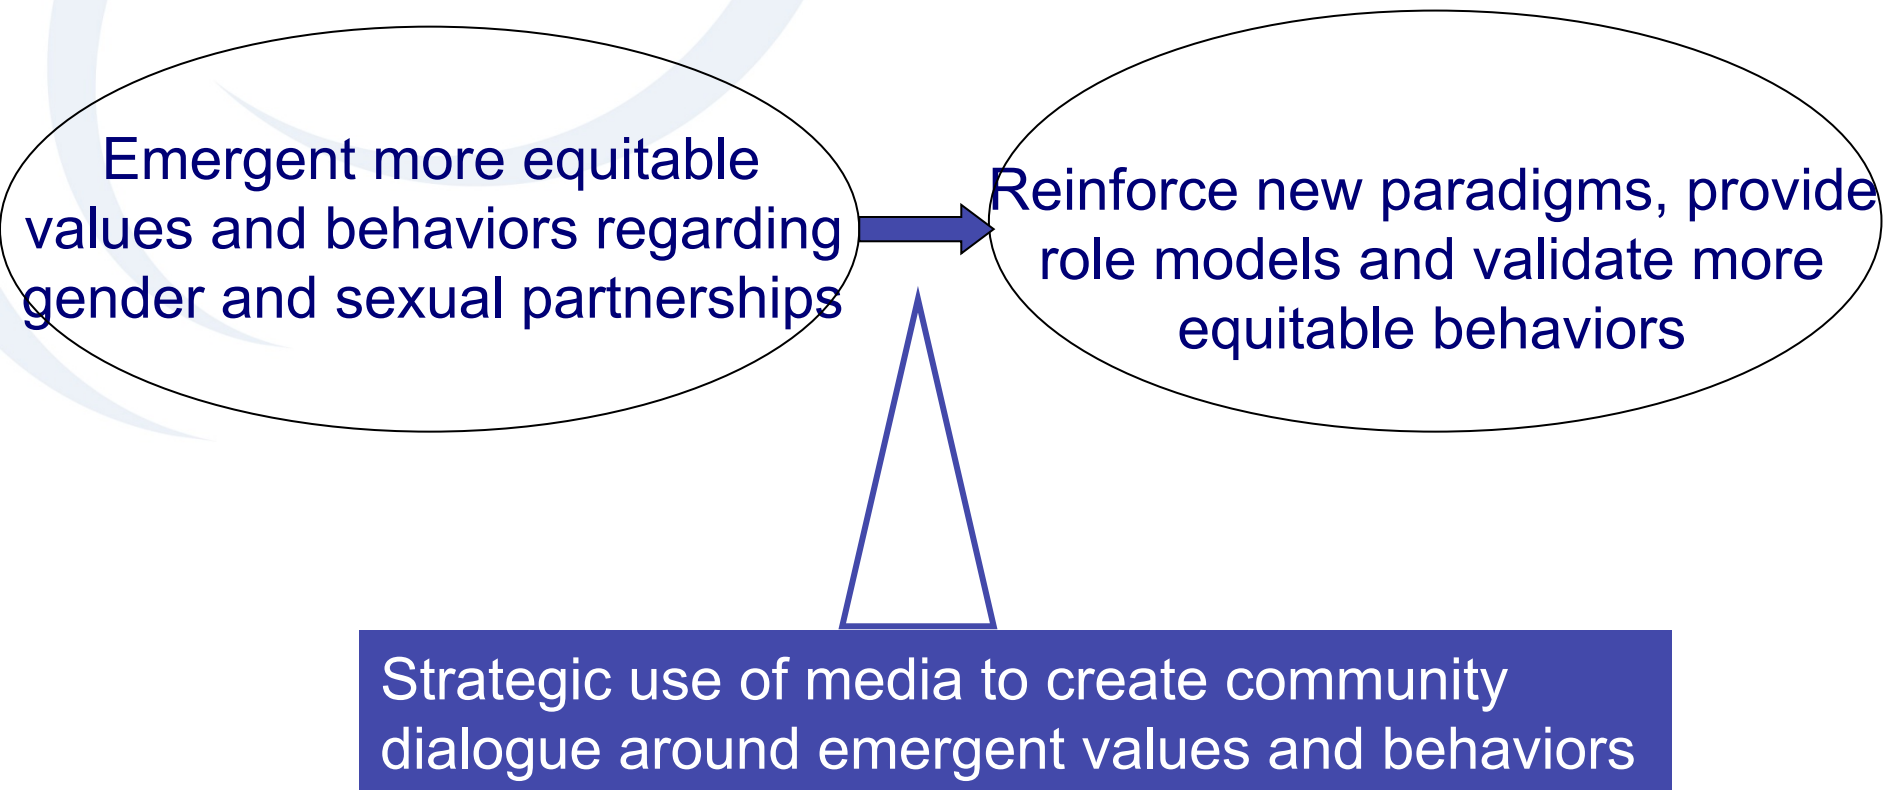 Emergent more equitable
values and behaviors regarding
gender and sexual partnerships
Reinforce new paradigms, provide
role models and validate more
equitable behaviors
Strategic use of media to create community
dialogue around emergent values and behaviors